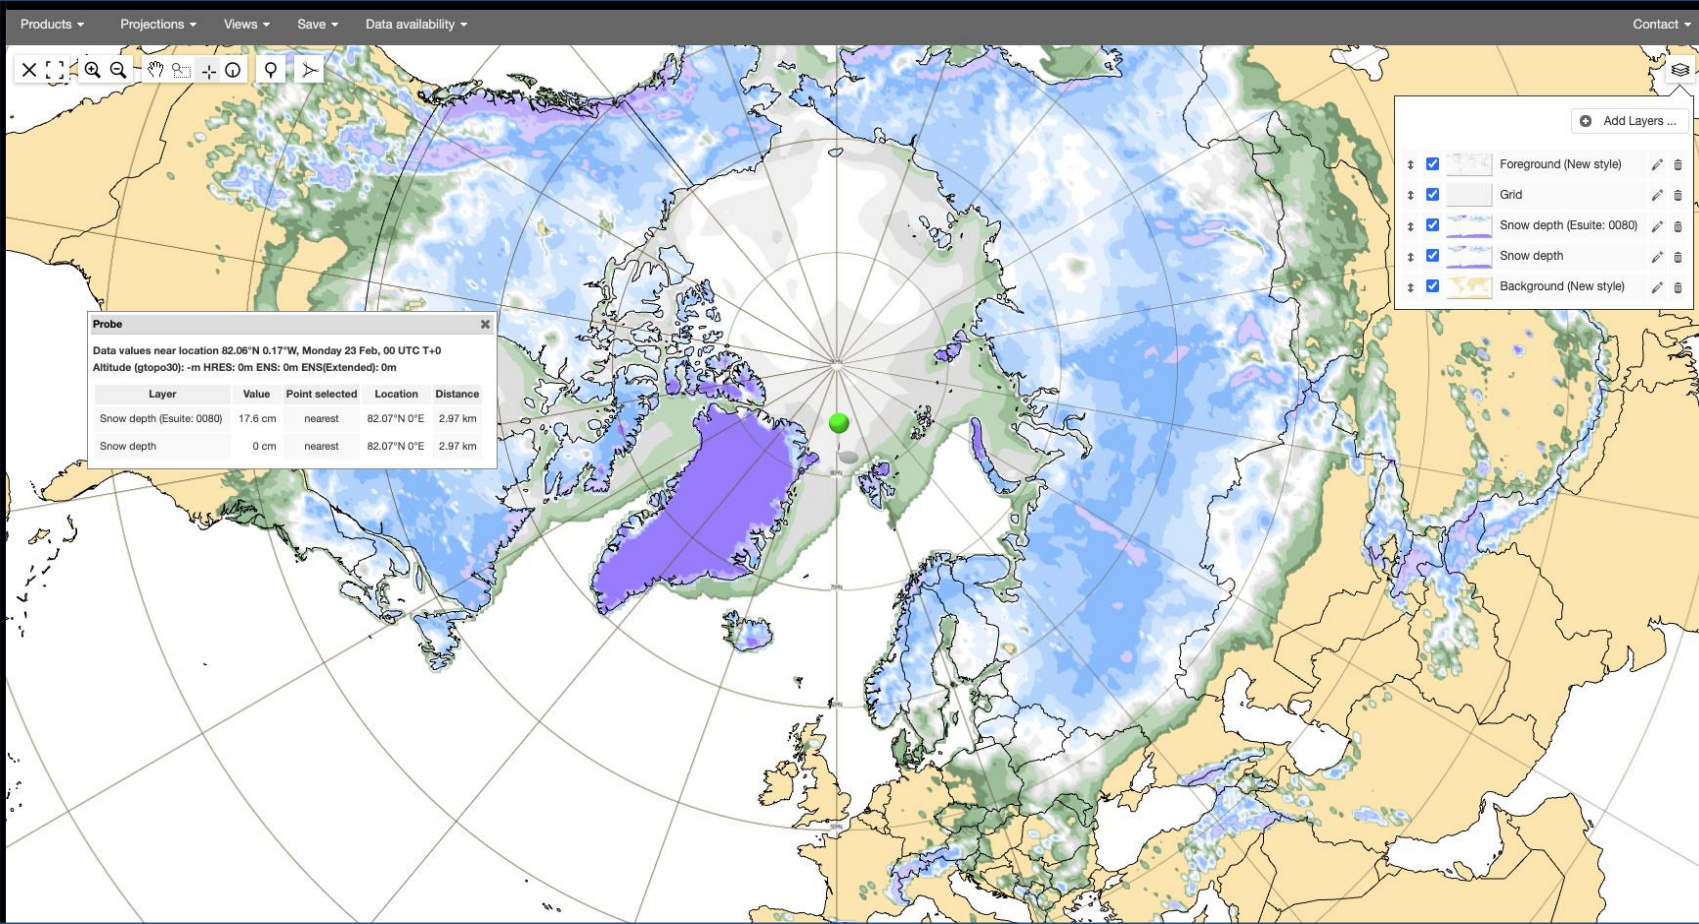 Products Projections Views Save Data availability Contact
Add Layers ...
Foreground (New style)
Grid
Snow depth (Esuite: 0080)
Snow depth
Background (New style)
Probe
Data values near location 82.06°N 0.17°W, Monday 23 Feb, 00 UTC T+0
Altitude (gtopo30): -m HRES: 0m ENS: 0m ENS(Extended): 0m
Layer Value Point selected Location Distance
Snow depth (Esuite: 0080) 17.6 cm nearest 82.07°N 0°E 2.97 km
Snow depth 0 cm nearest 82.07°N 0°E 2.97 km
80°N
70°N
50°N